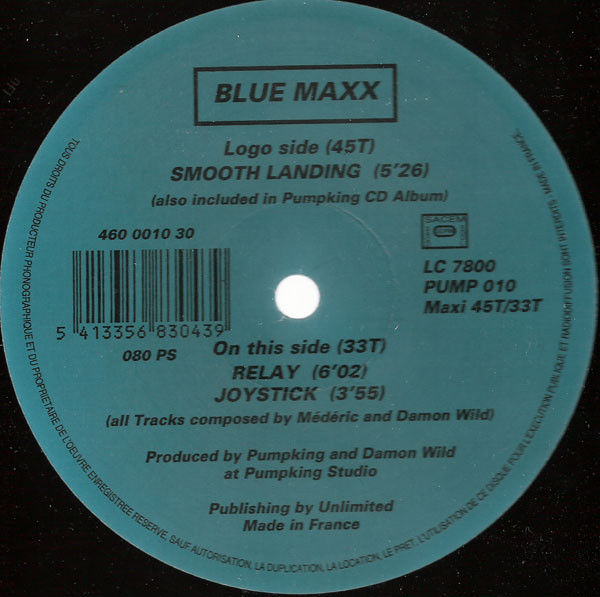 BLUE MAXX
Logo side (45T)
SMOOTH LANDING (5'26)
(also included in Pumpking CD Album)
460 0010 30
5 413356 830439
080 PS
SACEM
LC 7800
PUMP 010
Maxi 45T/33T
On this side (33T)
RELAY (6'02)
JOYSTICK (3'55)
(all Tracks composed by Médéric and Damon Wild)
Produced by Pumpking and Damon Wild
at Pumpking Studio
Publishing by Unlimited
Made in France
TOUS DROITS DU PRODUCTEUR PHONOGRAPHIQUE ET DU PROPRIETAIRE DE L'OEUVRE ENREGISTREE RESERVE. SAUF AUTORISATION, LA DUPLICATION, LA LOCATION, LE PRET, L'UTILISATION DE CE DISQUE POUR L'EXECUTION PUBLIQUE ET RADIODIFFUSION SONT INTERDITS - MADE IN FRANCE.